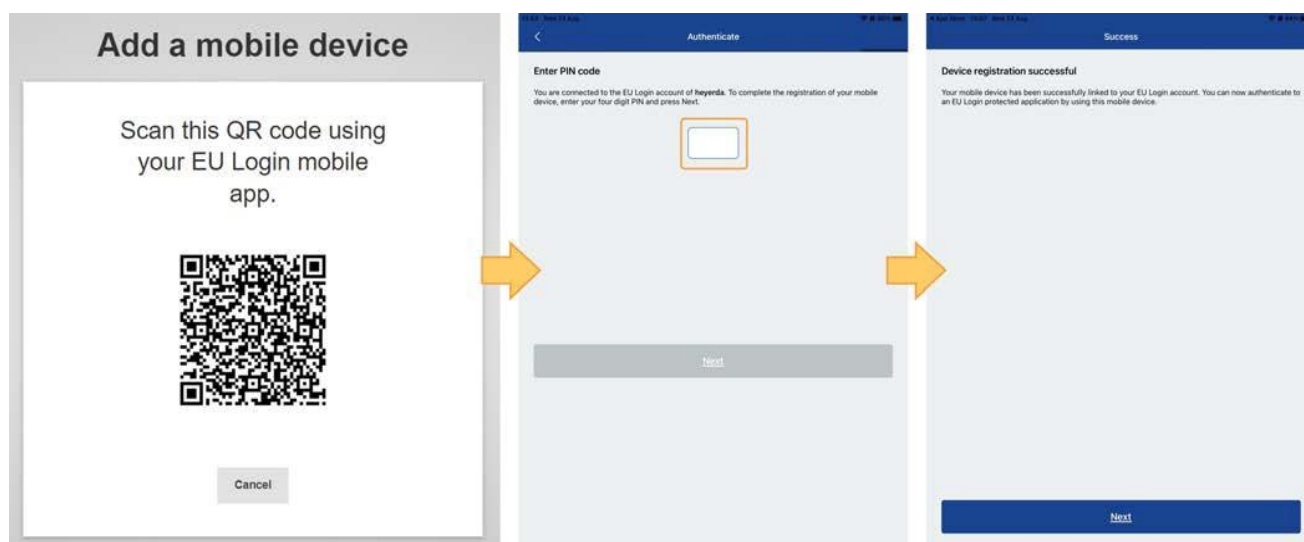 Add a mobile device
Scan this QR code using
your EU Login mobile
app.
Cancel
Authenticate
Enter PIN code
You are connected to the EU Login account of heyerda. To complete the registration of your mobile
device, enter your four digit PIN and press Next.
Next
Success
Device registration successful
Your mobile device has been successfully linked to your EU Login account. You can now authenticate to
an EU Login protected application by using this mobile device.
Next